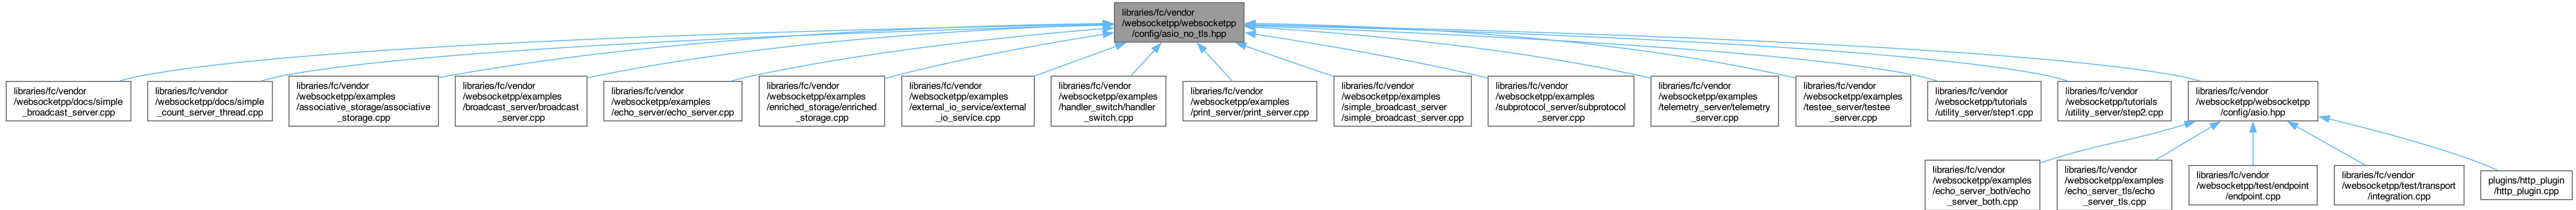 libraries/fc/vendor
/websocketpp/websocketpp
/config/asio_no_tls.hpp
libraries/fc/vendor
/websocketpp/docs/simple
_broadcast_server.cpp
libraries/fc/vendor
/websocketpp/docs/simple
_count_server_thread.cpp
libraries/fc/vendor
/websocketpp/examples
/associative_storage/associative
_storage.cpp
libraries/fc/vendor
/websocketpp/examples
/broadcast_server/broadcast
_server.cpp
libraries/fc/vendor
/websocketpp/examples
/echo_server/echo_server.cpp
libraries/fc/vendor
/websocketpp/examples
/enriched_storage/enriched
_storage.cpp
libraries/fc/vendor
/websocketpp/examples
/external_io_service/external
_io_service.cpp
libraries/fc/vendor
/websocketpp/examples
/handler_switch/handler
_switch.cpp
libraries/fc/vendor
/websocketpp/examples
/print_server/print_server.cpp
libraries/fc/vendor
/websocketpp/examples
/simple_broadcast_server
/simple_broadcast_server.cpp
libraries/fc/vendor
/websocketpp/examples
/subprotocol_server/subprotocol
_server.cpp
libraries/fc/vendor
/websocketpp/examples
/telemetry_server/telemetry
_server.cpp
libraries/fc/vendor
/websocketpp/examples
/testee_server/testee
_server.cpp
libraries/fc/vendor
/websocketpp/tutorials
/utility_server/step1.cpp
libraries/fc/vendor
/websocketpp/tutorials
/utility_server/step2.cpp
libraries/fc/vendor
/websocketpp/websocketpp
/config/asio.hpp
libraries/fc/vendor
/websocketpp/examples
/echo_server_both/echo
_server_both.cpp
libraries/fc/vendor
/websocketpp/examples
/echo_server_tls/echo
_server_tls.cpp
libraries/fc/vendor
/websocketpp/test/endpoint
/endpoint.cpp
libraries/fc/vendor
/websocketpp/test/transport
/integration.cpp
plugins/http_plugin
/http_plugin.cpp